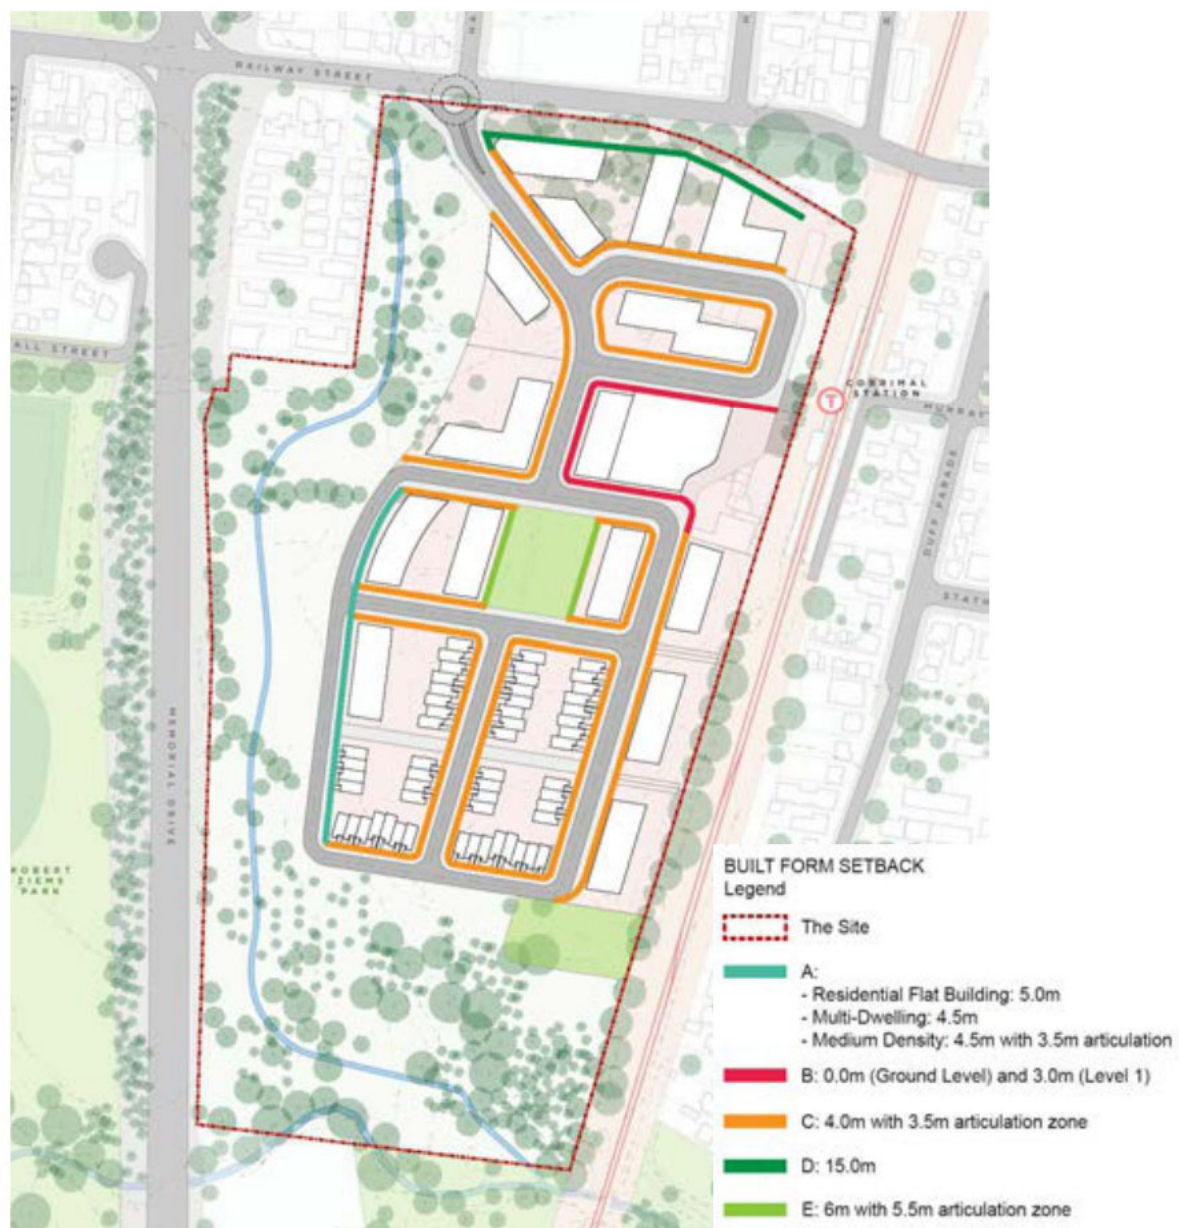 RAILWAY STREET
CORRIMAL
STATION
T
MURRAY
DUFF PARADE
STATH
ALL STREET
MEMORIAL DRIVE
ROBERT
ZIEMS
PARK
BUILT FORM SETBACK
Legend
The Site
A:
- Residential Flat Building: 5.0m
- Multi-Dwelling: 4.5m
- Medium Density: 4.5m with 3.5m articulation
B: 0.0m (Ground Level) and 3.0m (Level 1)
C: 4.0m with 3.5m articulation zone
D: 15.0m
E: 6m with 5.5m articulation zone